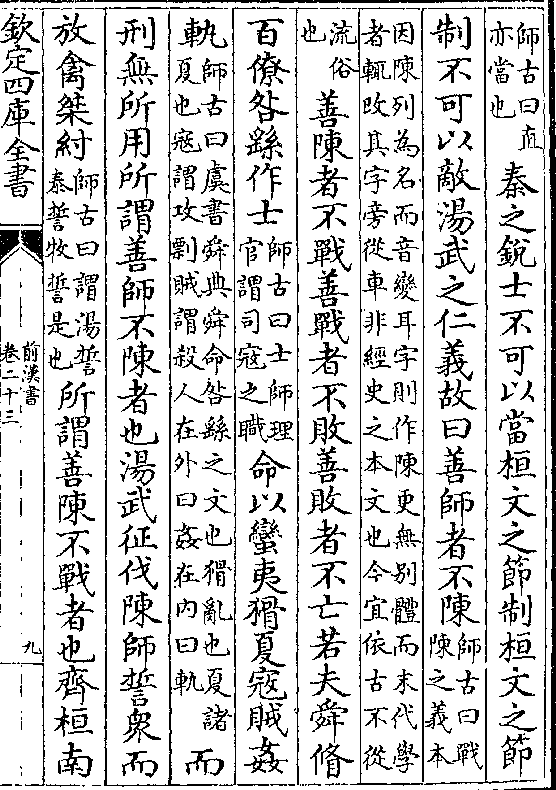 師古曰直
亦當也
秦之銳士不可以當桓文之節制桓文之節
制不可以敵湯武之仁義故曰善師者不陳
師古曰戰
陳之義本
因陳列為名而音變耳字則作陳更無別體而末代學
者輒改其字旁從車非經史之本文也今宜依古不從
流俗
也
善陳者不戰善戰者不敗善敗者不亡若夫舜脩
百僚咎繇作士
師古曰士師理
官謂司寇之職
命以蠻夷猾夏寇賊姦
軌
師古曰虞書舜典舜命咎繇之文也猾亂也夏諸
夏也寇謂攻剽賊謂殺人在外曰姦在內曰軌
而
刑無所用所謂善師不陳者也湯武征伐陳師誓衆而
放禽桀紂
師古曰謂湯誓
泰誓牧誓是也
所謂善陳不戰者也齊桓南
欽定四庫全書
前漢書
卷二十三
九